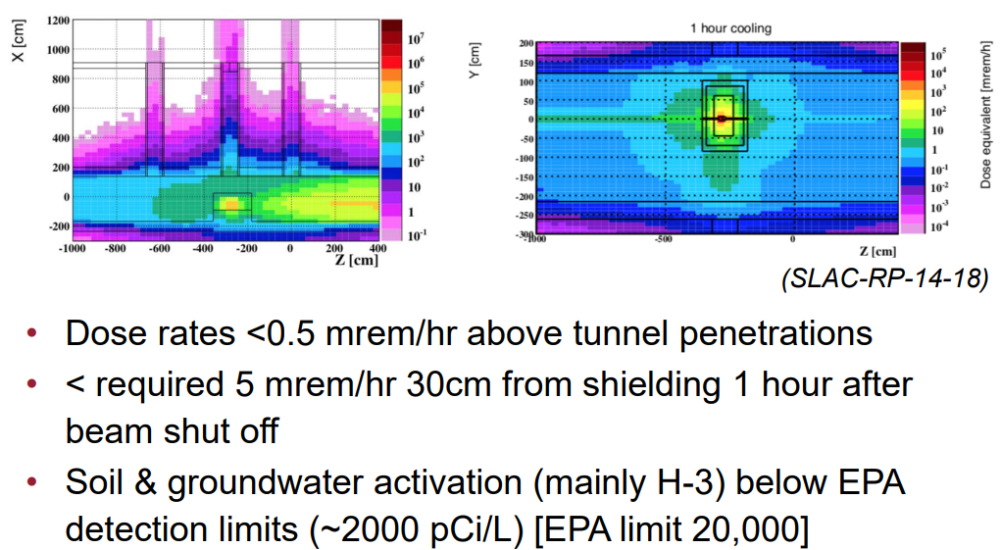 1 hour cooling
X [cm]
1200
1000
800
600
400
200
0
-200
-1000 -800 -600 -400 -200 0 200 400
Z [cm]
10^7
10^6
10^5
10^4
10^3
10^2
10
1
10^-1
Y [cm]
200
150
100
50
0
-50
-100
-150
-200
-250
-300
-1000 -500 0
Z [cm]
10^5
10^4
10^3
10^2
10
1
10^-1
10^-2
10^-3
10^-4
Dose equivalent [mrem/h]
(SLAC-RP-14-18)
• Dose rates <0.5 mrem/hr above tunnel penetrations
• < required 5 mrem/hr 30cm from shielding 1 hour after
beam shut off
• Soil & groundwater activation (mainly H-3) below EPA
detection limits (~2000 pCi/L) [EPA limit 20,000]